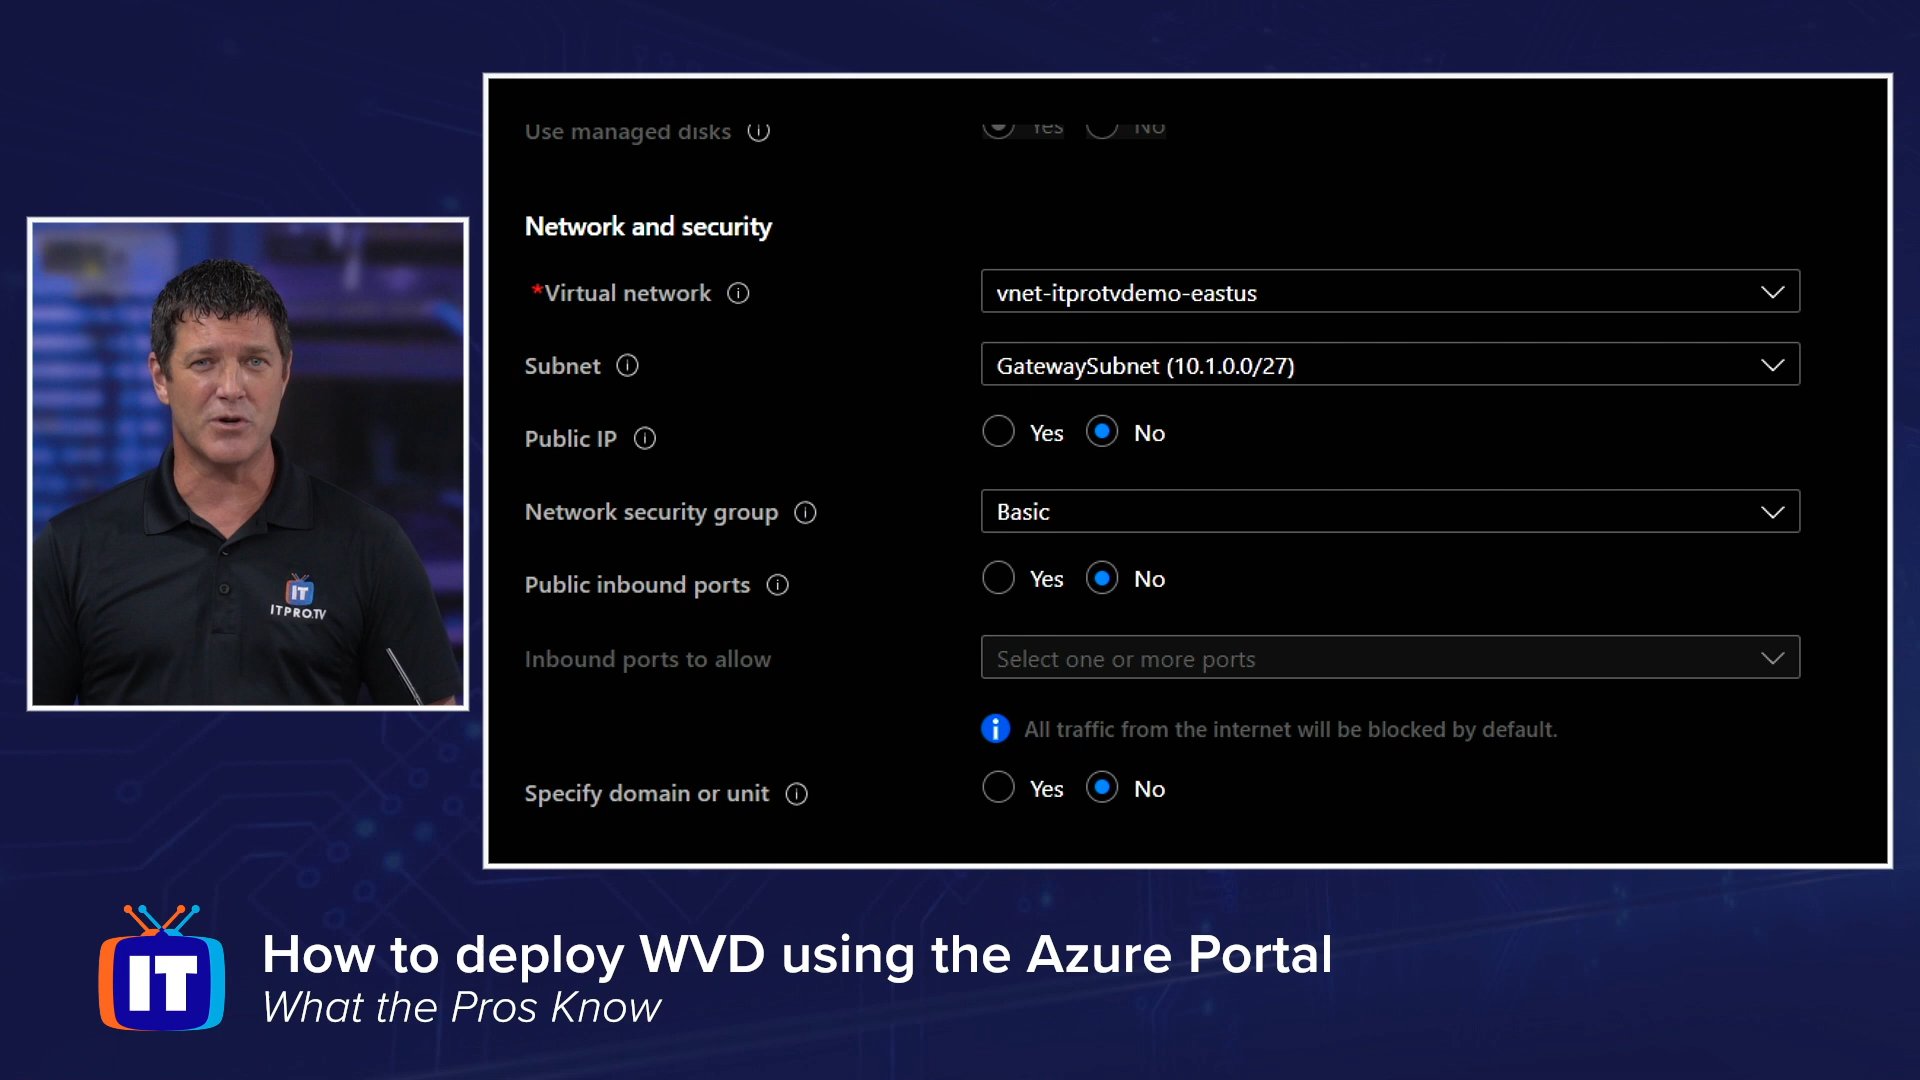 Use managed disks
Yes No
Network and security
*Virtual network
vnet-itprotvdemo-eastus
Subnet
GatewaySubnet (10.1.0.0/27)
Public IP
Yes No
Network security group
Basic
Public inbound ports
Yes No
Inbound ports to allow
Select one or more ports
All traffic from the internet will be blocked by default.
Specify domain or unit
Yes No
IT
ITPRO.TV
IT
How to deploy WVD using the Azure Portal
What the Pros Know